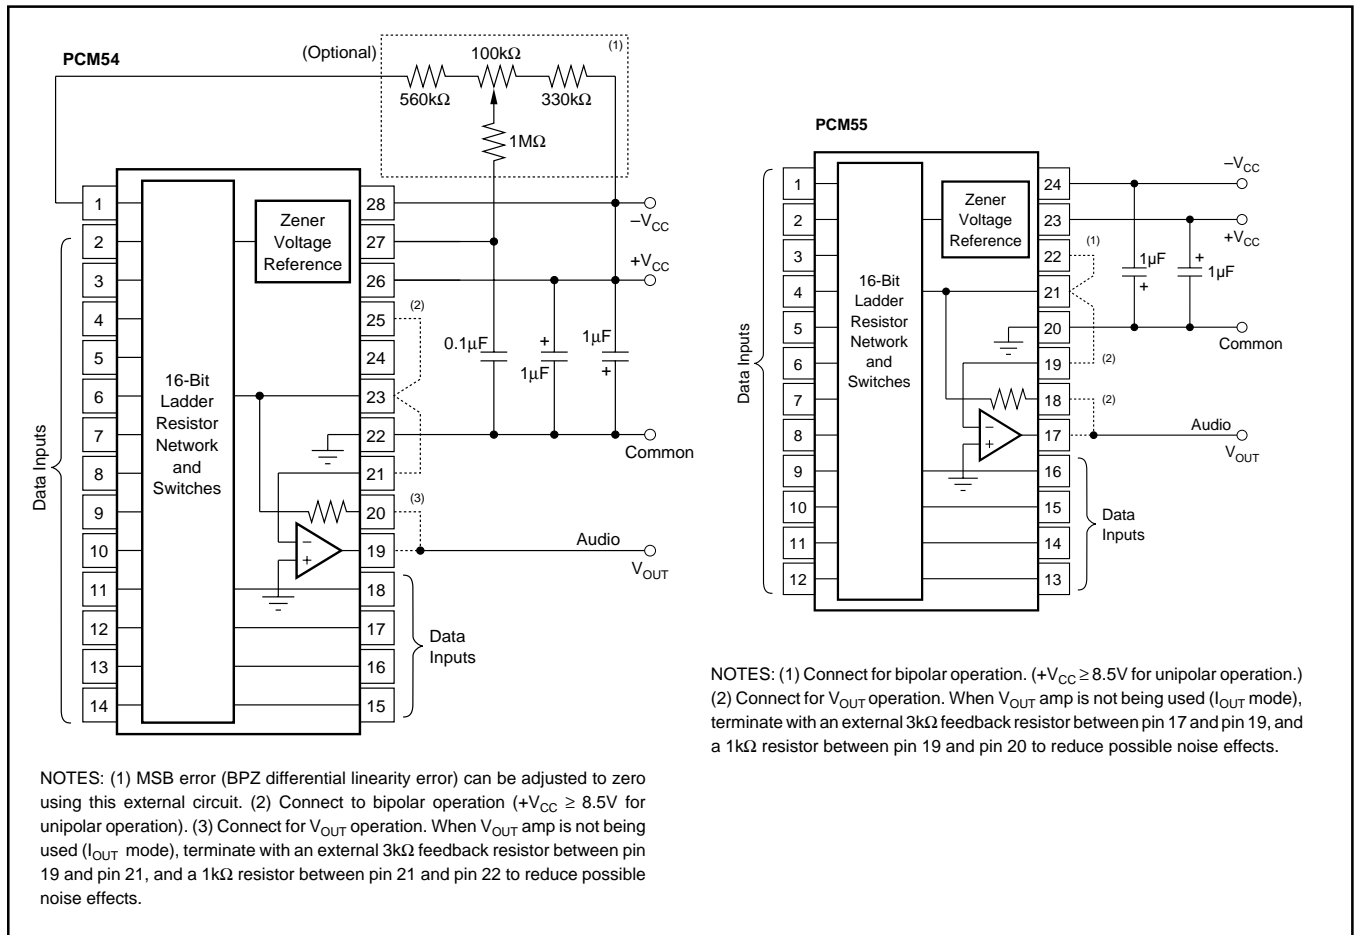 PCM54
(Optional)
(1)
100kΩ
560kΩ
330kΩ
1MΩ
1
2
3
4
5
6
7
8
9
10
11
12
13
14
Data Inputs
16-Bit
Ladder
Resistor
Network
and
Switches
Zener
Voltage
Reference
28
27
26
25
24
23
22
21
20
19
18
17
16
15
(2)
(3)
–VCC
+VCC
0.1µF
+
1µF
1µF
+
Common
–
+
Audio
VOUT
Data
Inputs
NOTES: (1) MSB error (BPZ differential linearity error) can be adjusted to zero
using this external circuit. (2) Connect to bipolar operation (+VCC ≥ 8.5V for
unipolar operation). (3) Connect for VOUT operation. When VOUT amp is not being
used (IOUT mode), terminate with an external 3kΩ feedback resistor between pin
19 and pin 21, and a 1kΩ resistor between pin 21 and pin 22 to reduce possible
noise effects.
PCM55
1
2
3
4
5
6
7
8
9
10
11
12
Data Inputs
16-Bit
Ladder
Resistor
Network
and
Switches
Zener
Voltage
Reference
24
23
22
21
20
19
18
17
16
15
14
13
(1)
(2)
(2)
–VCC
+VCC
1µF
+
+
1µF
Common
–
+
Audio
VOUT
Data
Inputs
NOTES: (1) Connect for bipolar operation. (+VCC ≥ 8.5V for unipolar operation.)
(2) Connect for VOUT operation. When VOUT amp is not being used (IOUT mode),
terminate with an external 3kΩ feedback resistor between pin 17 and pin 19, and
a 1kΩ resistor between pin 19 and pin 20 to reduce possible noise effects.